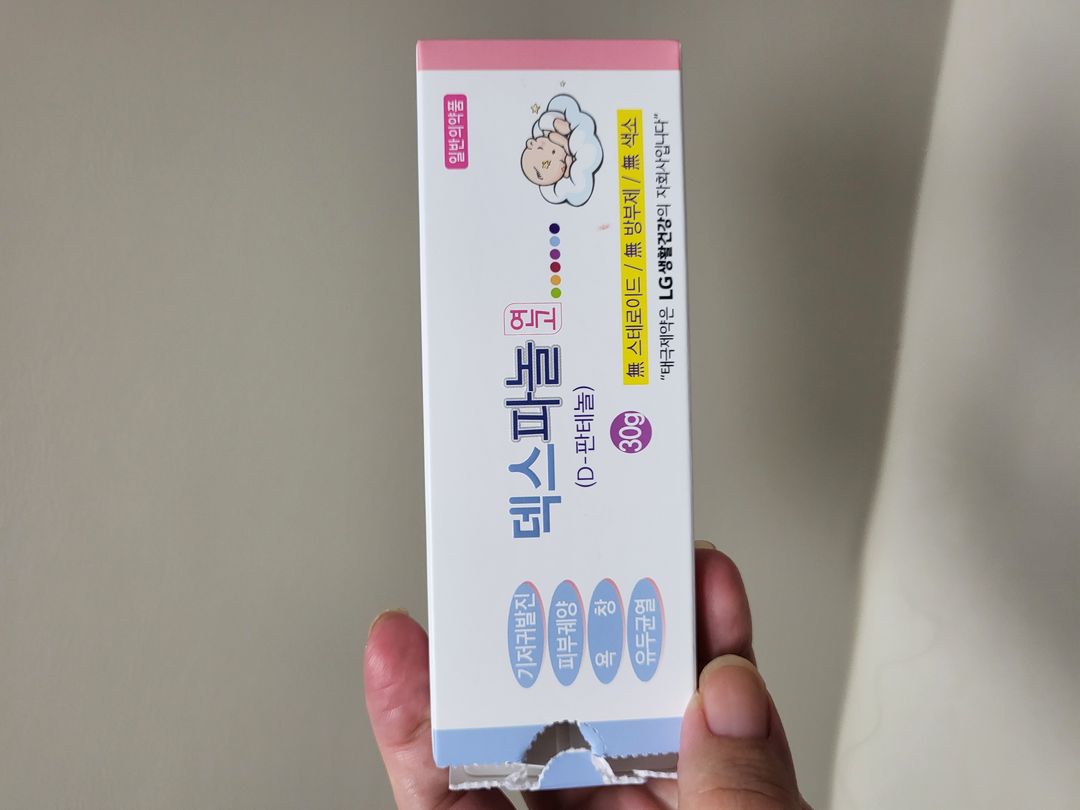 일반의약품
기저귀발진
피부궤양
욕 창
유두균열
덱스파놀 연고
(D-판테놀)
30g
無 스테로이드 / 無 방부제 / 無 색소
"태극제약은 LG생활건강의 자회사입니다"